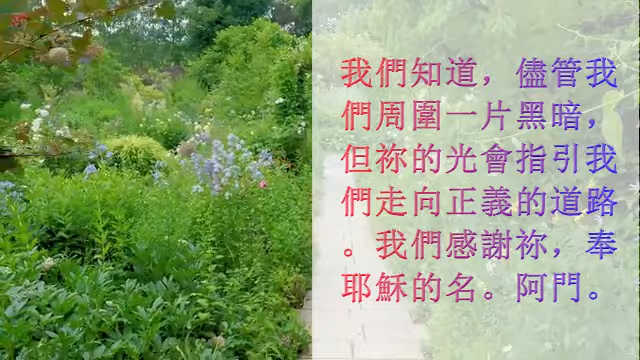 我們知道，儘管我
們周圍一片黑暗，
但祢的光會指引我
們走向正義的道路
。我們感謝祢，奉
耶穌的名。阿門。